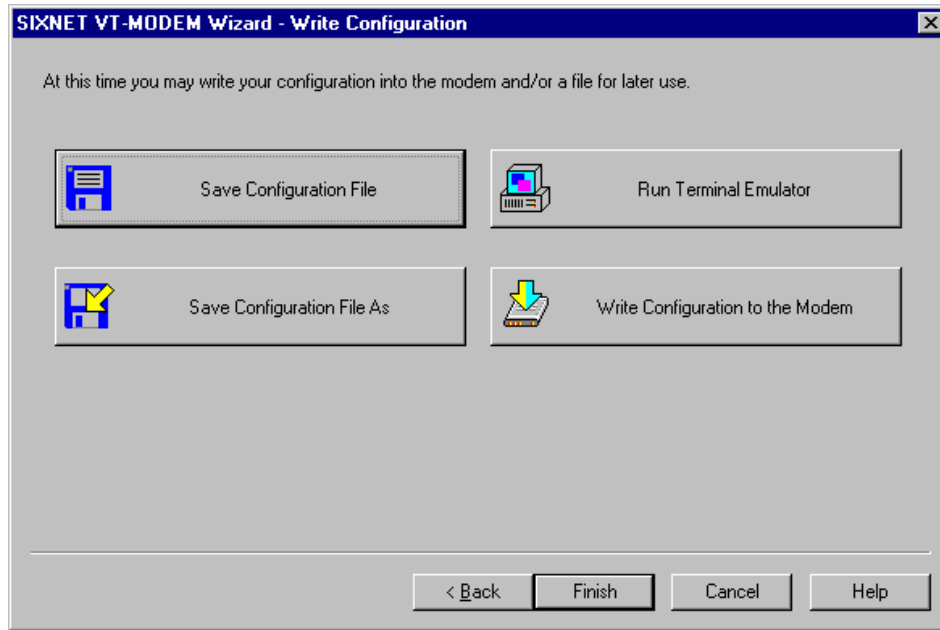 SIXNET VT-MODEM Wizard - Write Configuration
At this time you may write your configuration into the modem and/or a file for later use.
Save Configuration File
Run Terminal Emulator
Save Configuration File As
Write Configuration to the Modem
< Back
Finish
Cancel
Help